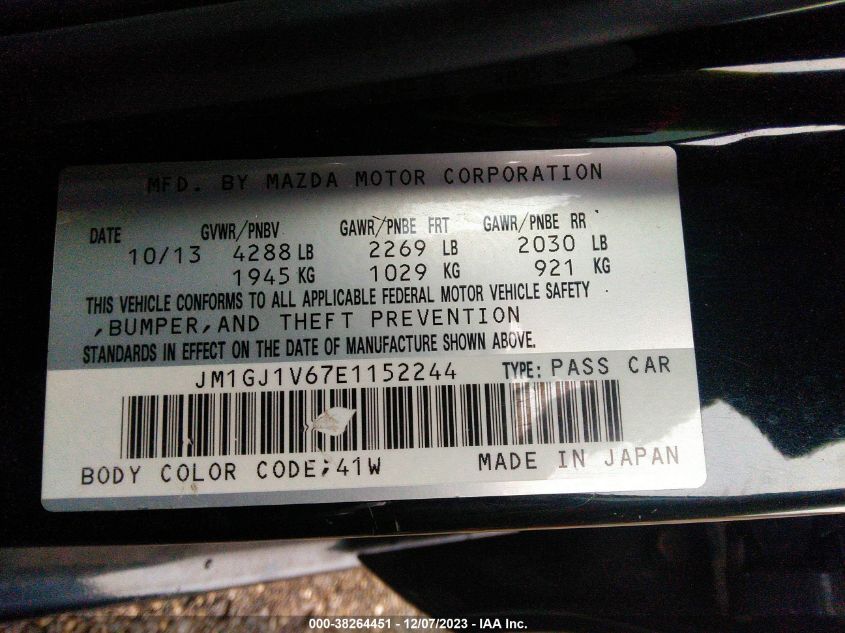 MFD. BY MAZDA MOTOR CORPORATION
DATE GVWR/PNBV GAWR/PNBE FRT GAWR/PNBE RR
10/13 4288 LB 2269 LB 2030 LB
1945 KG 1029 KG 921 KG
THIS VEHICLE CONFORMS TO ALL APPLICABLE FEDERAL MOTOR VEHICLE SAFETY
,BUMPER,AND THEFT PREVENTION
STANDARDS IN EFFECT ON THE DATE OF MANUFACTURE SHOWN ABOVE.
JM1GJ1V67E1152244 TYPE: PASS CAR
BODY COLOR CODE:41W MADE IN JAPAN
000-38264451 - 12/07/2023 - IAA Inc.